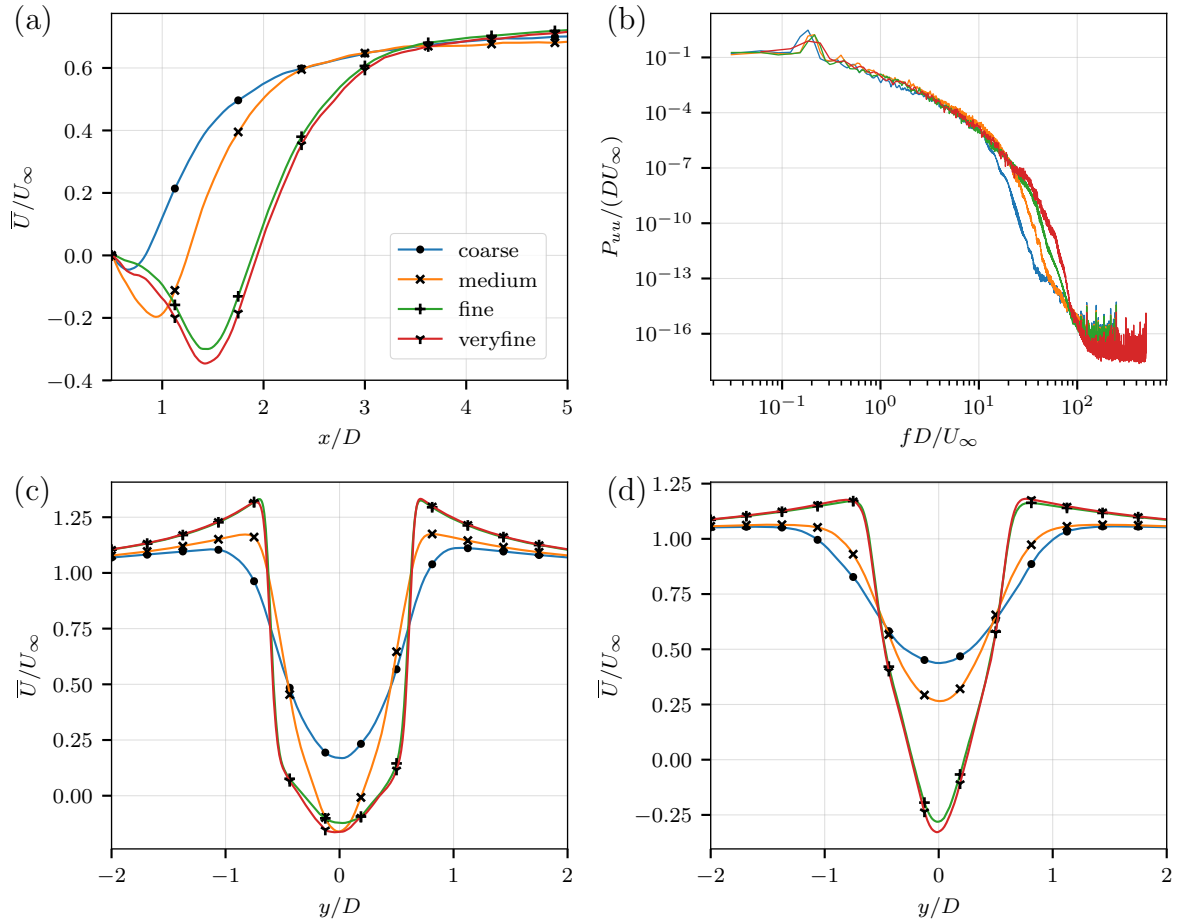 (a)
0.6
0.4
0.2
0.0
−0.2
−0.4
U̅/U∞
1
2
3
4
5
x/D
coarse
medium
fine
veryfine
(b)
10⁻¹
10⁻⁴
10⁻⁷
10⁻¹⁰
10⁻¹³
10⁻¹⁶
Pᵤᵤ/(DU∞)
10⁻¹
10⁰
10¹
10²
fD/U∞
(c)
1.25
1.00
0.75
0.50
0.25
0.00
U̅/U∞
−2
−1
0
1
2
y/D
(d)
1.25
1.00
0.75
0.50
0.25
0.00
−0.25
U̅/U∞
−2
−1
0
1
2
y/D